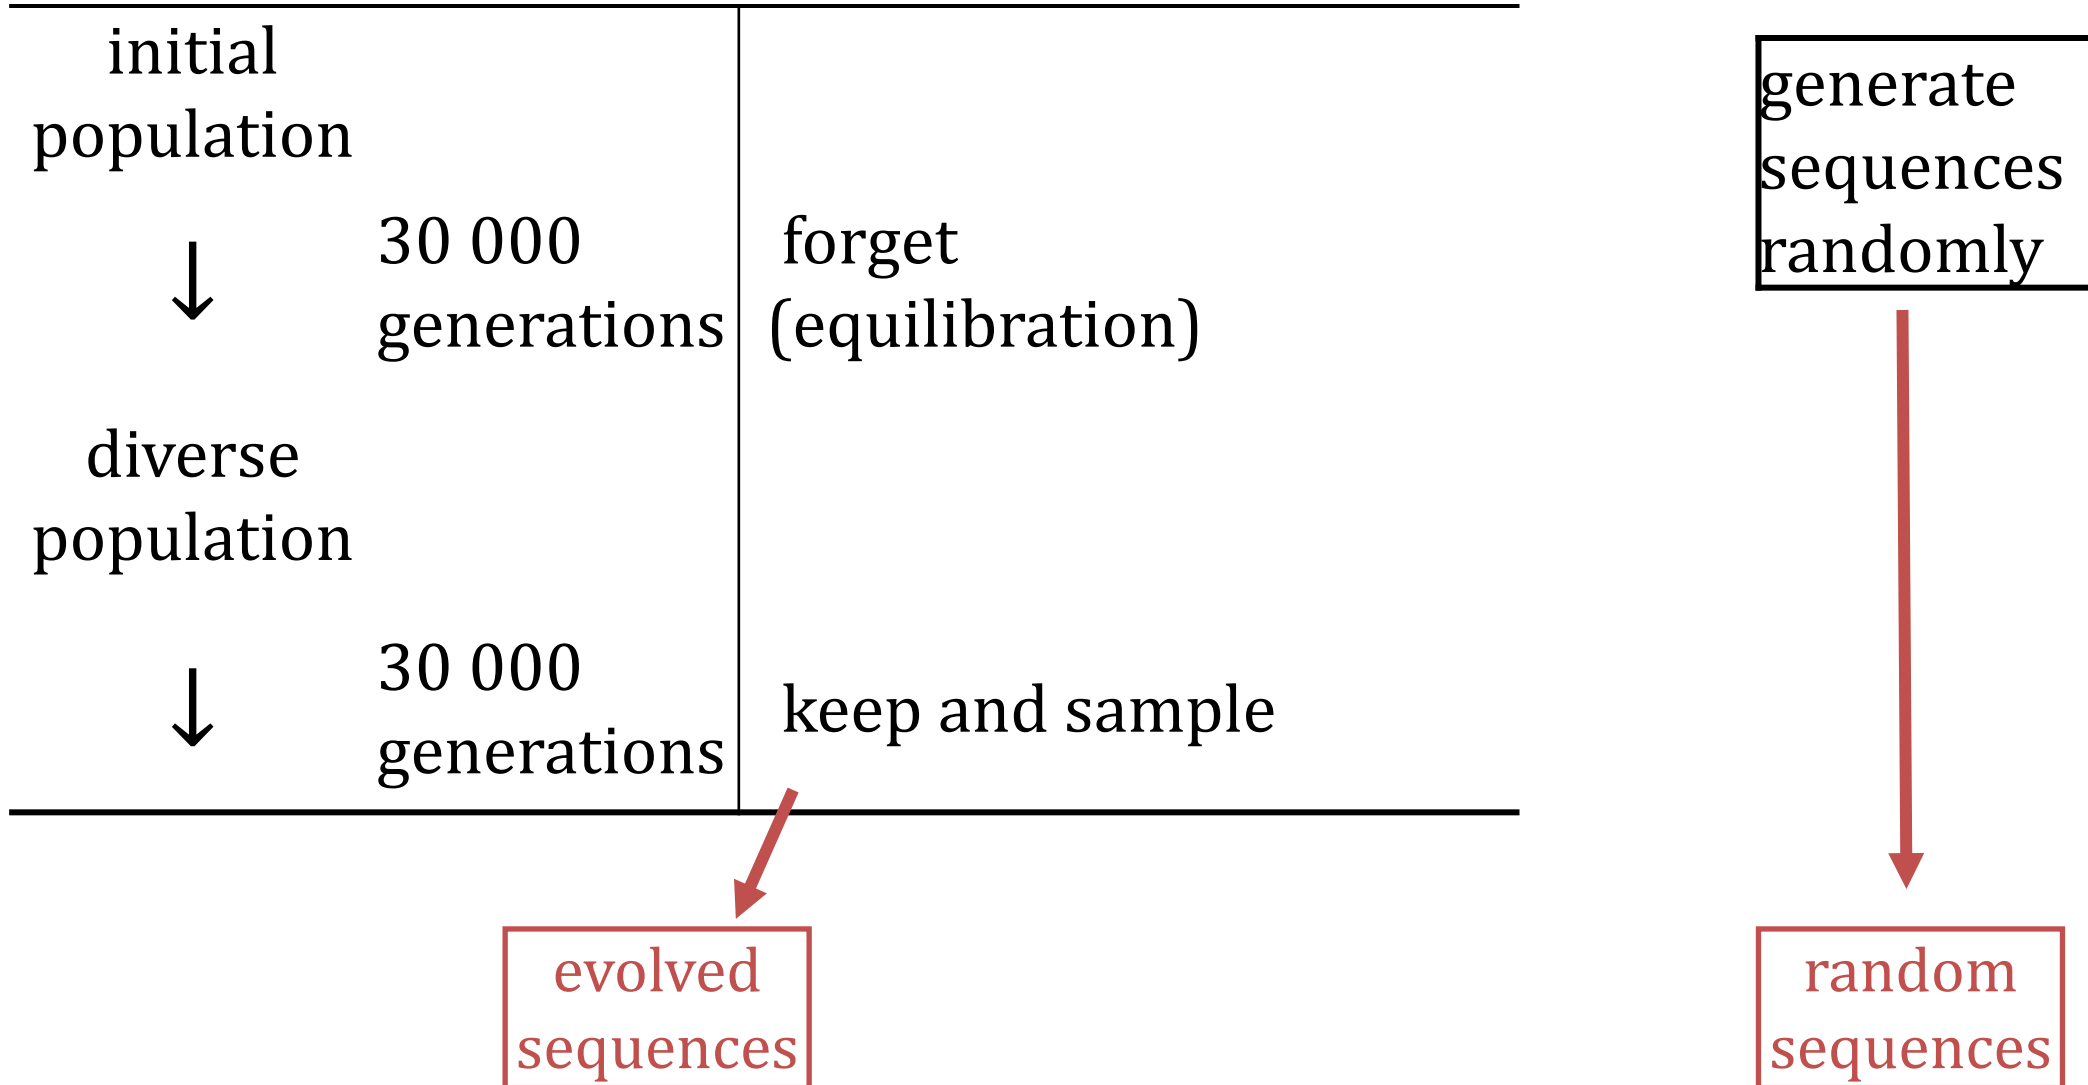 initial
population
↓
30 000
generations
forget
(equilibration)
diverse
population
↓
30 000
generations
keep and sample
evolved
sequences
generate
sequences
randomly
random
sequences